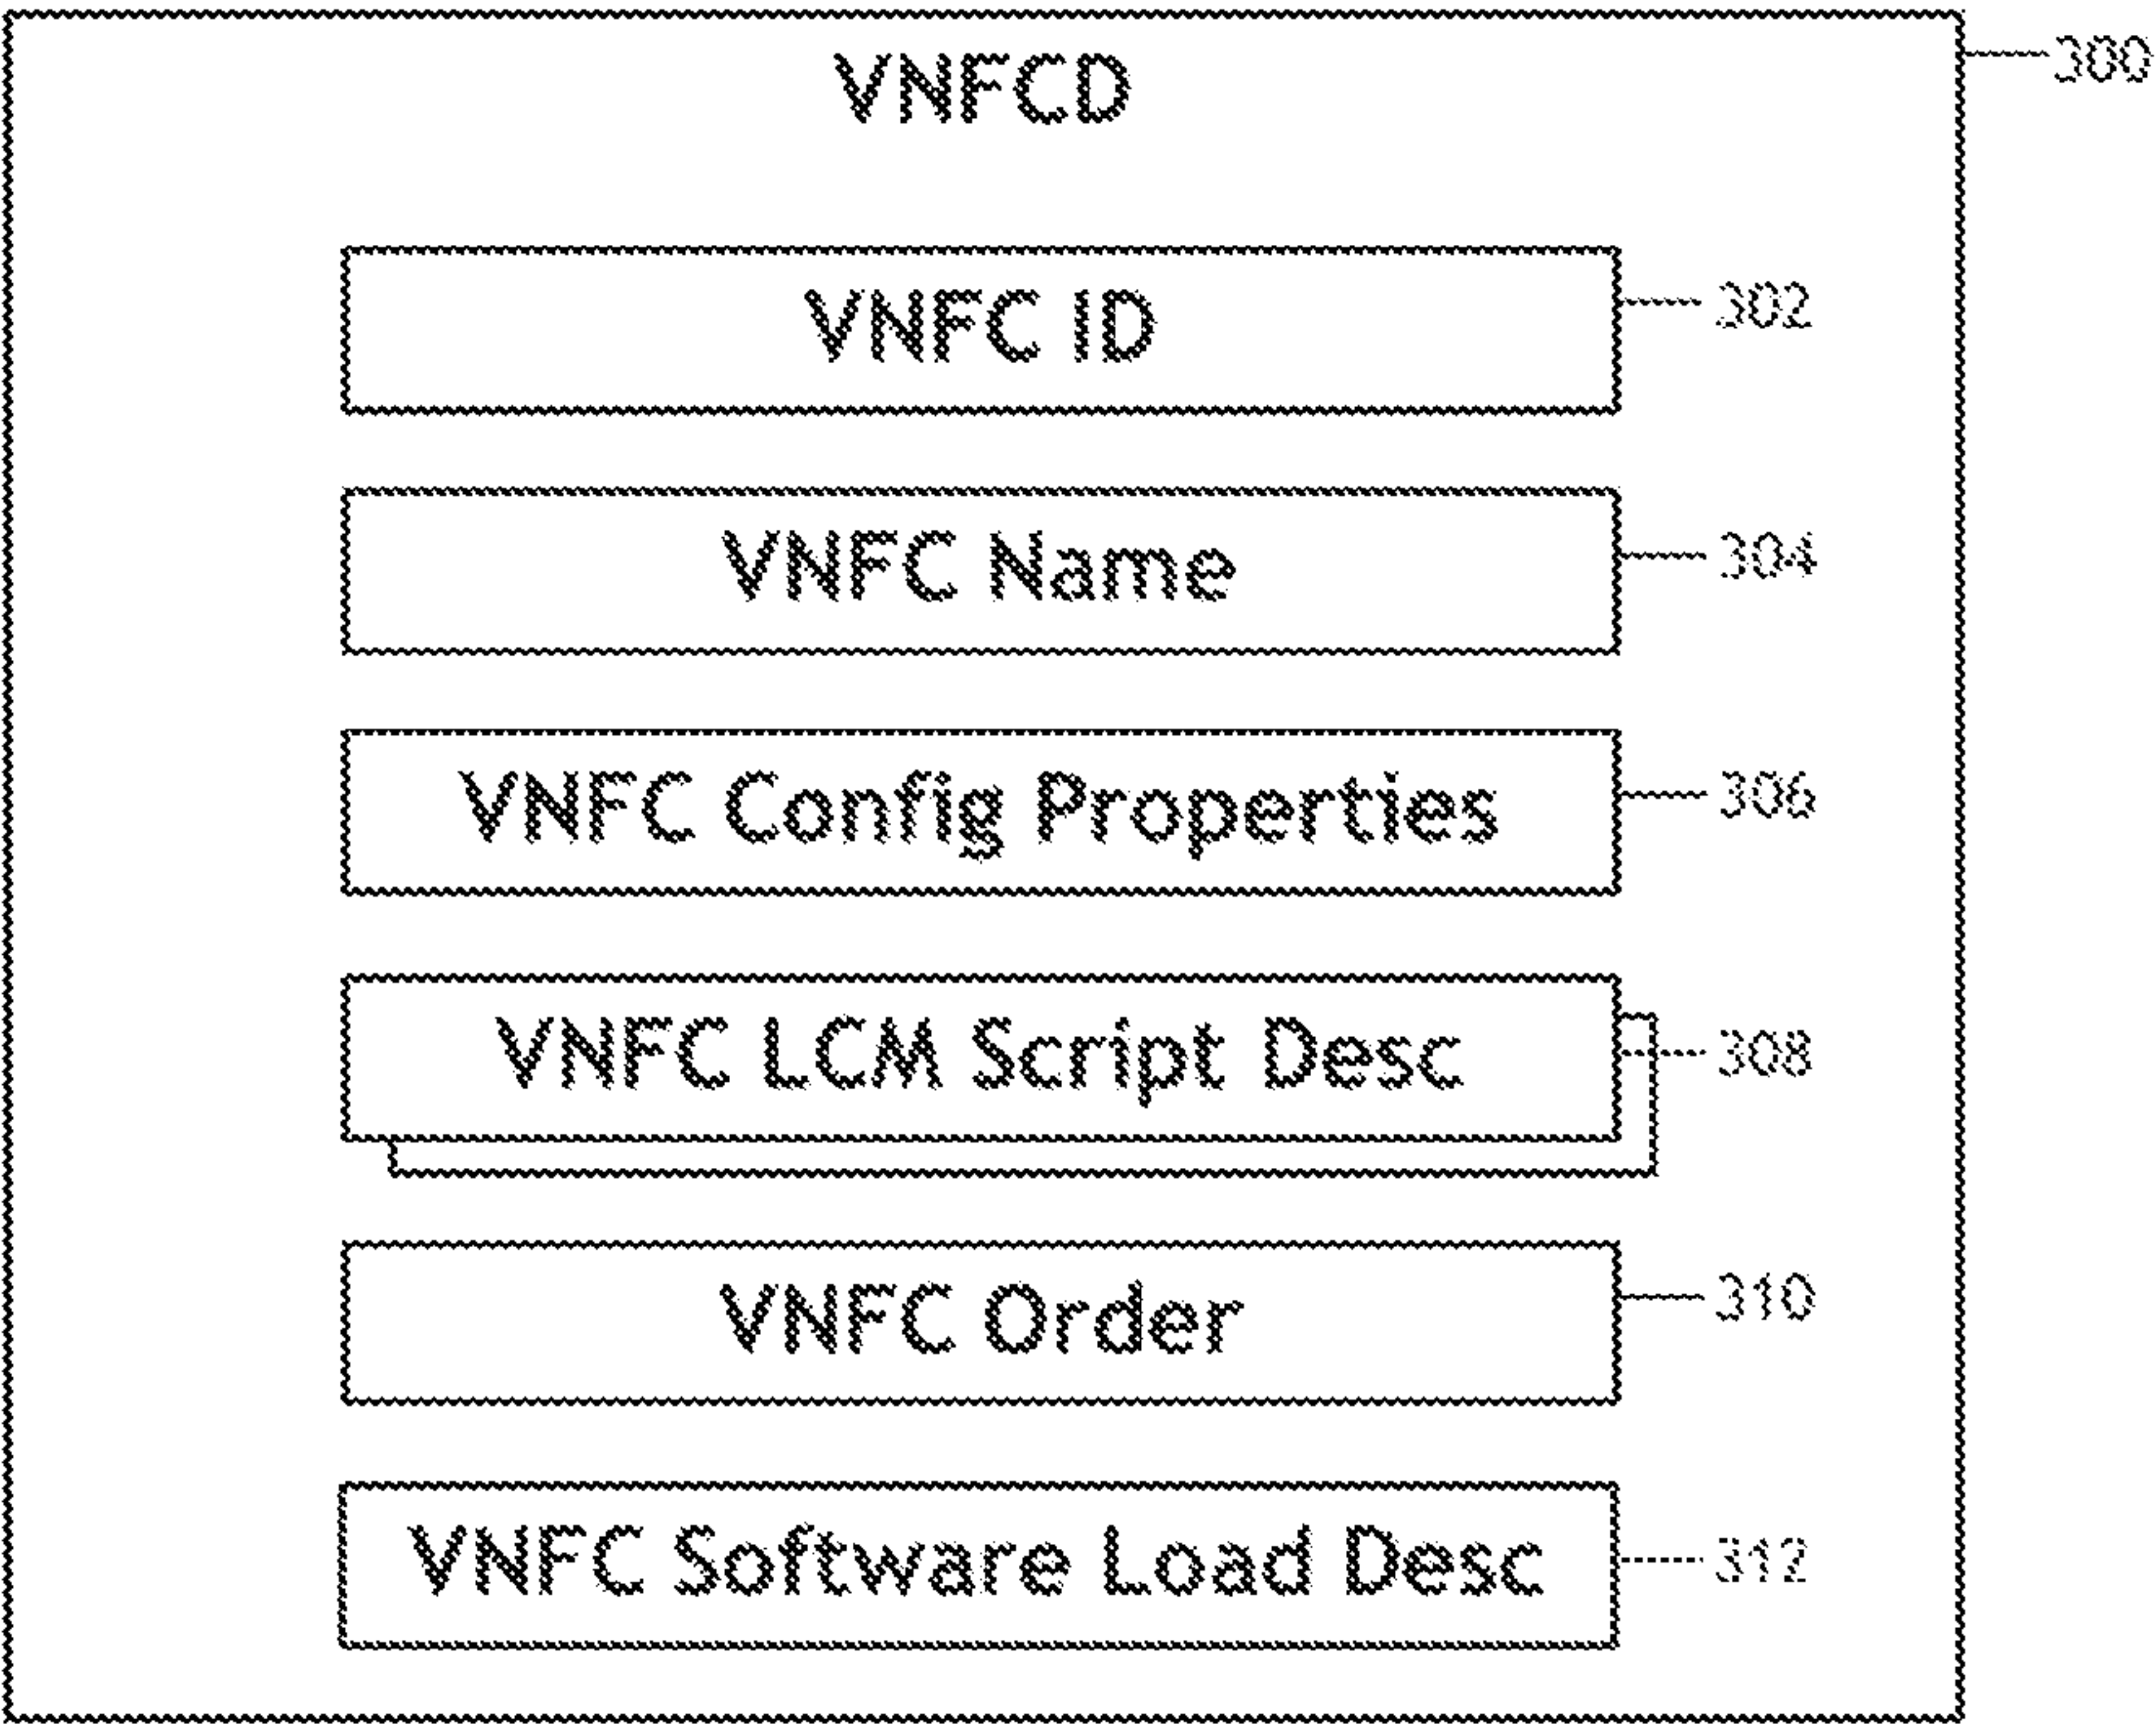 VNFCD
300
VNFC ID
302
VNFC Name
304
VNFC Config Properties
306
VNFC LCM Script Desc
308
VNFC Order
310
VNFC Software Load Desc
312